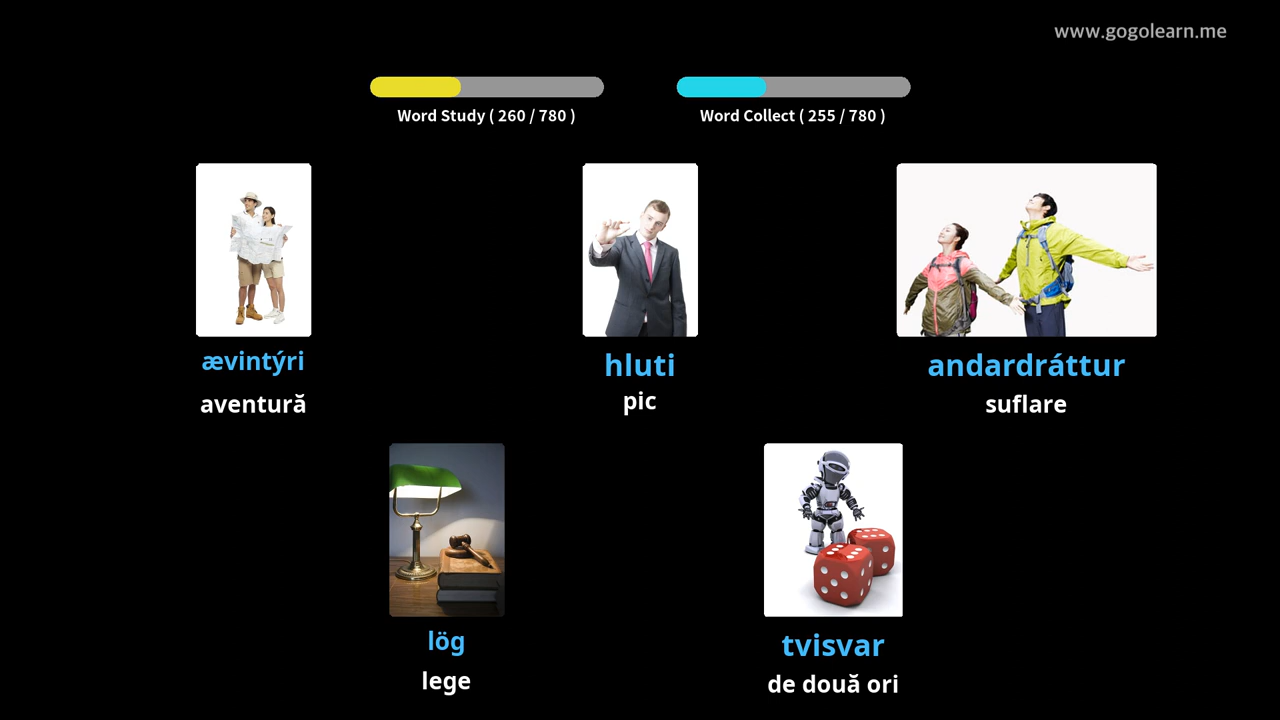 www.gogolearn.me
Word Study ( 260 / 780 )
Word Collect ( 255 / 780 )
ævintýri
aventură
hluti
pic
andardráttur
suflare
lög
lege
tvisvar
de două ori